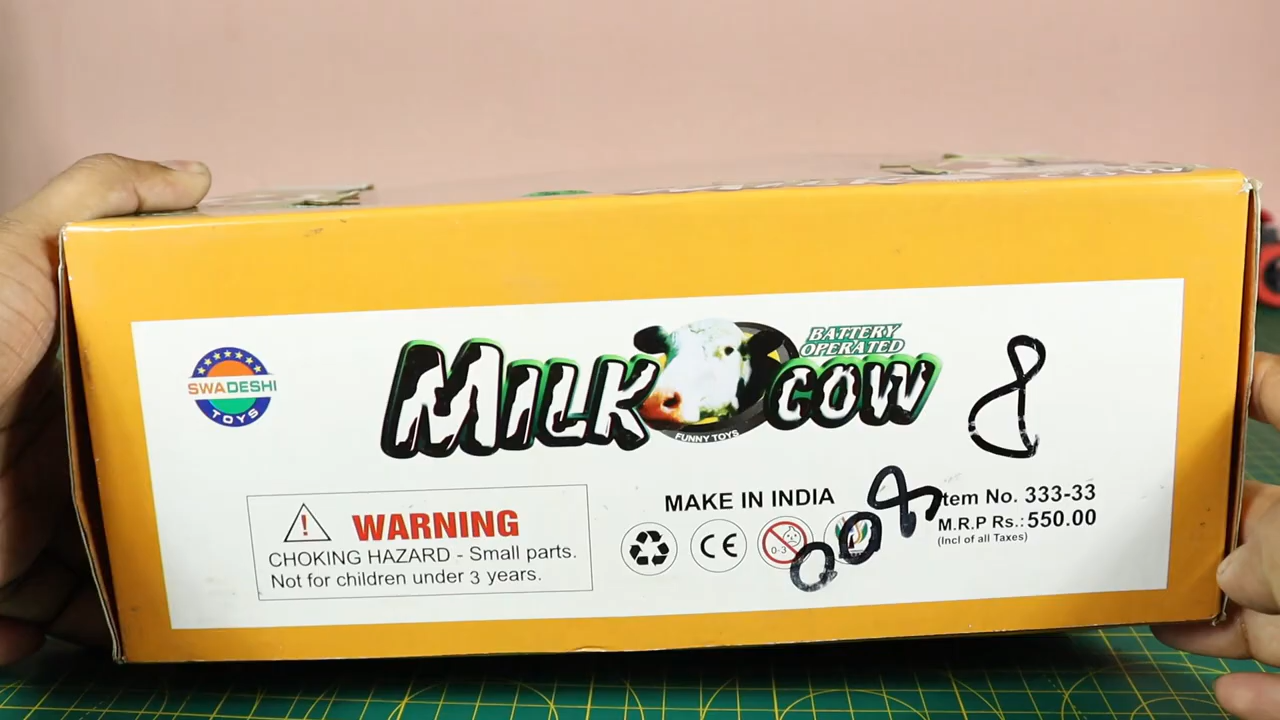 SWADESHI
TOYS
MILK COW
BATTERY
OPERATED
FUNNY TOYS
8
WARNING
CHOKING HAZARD - Small parts.
Not for children under 3 years.
MAKE IN INDIA
CE
0-3
Item No. 333-33
M.R.P Rs.: 550.00
(Incl of all Taxes)